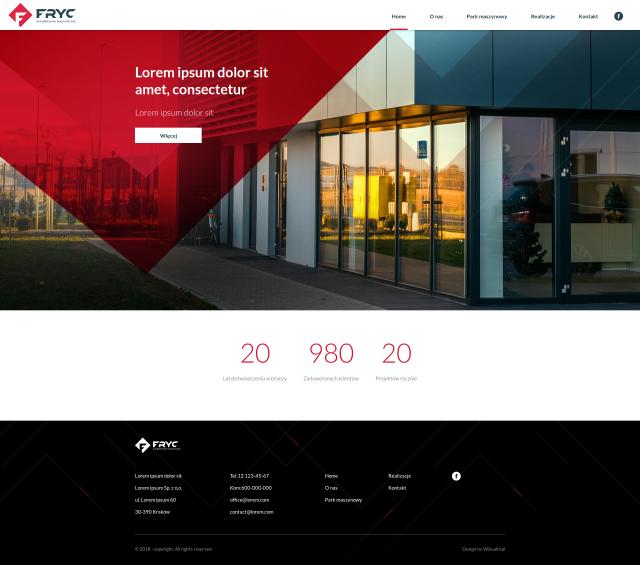 FRYC
Home O nas Park maszynowy Realizacje Kontakt
Lorem ipsum dolor sit
amet, consectetur
Lorem ipsum dolor sit
Więcej
20 980 20
Lat doświadczenia w branży Zadowolonych klientów Projektów rocznie
FRYC
Lorem ipsum dolor sit Tel: 12 123-45-67 Home Realizacje
Lorem ipsum Sp. z o.o. Kom: 600-000-000 O nas Kontakt
ul. Lorem ipsum 60 office@lorem.com Park maszynowy
30-390 Kraków contact@lorem.com
© 2018 - copyright. All rights reserved. Design by